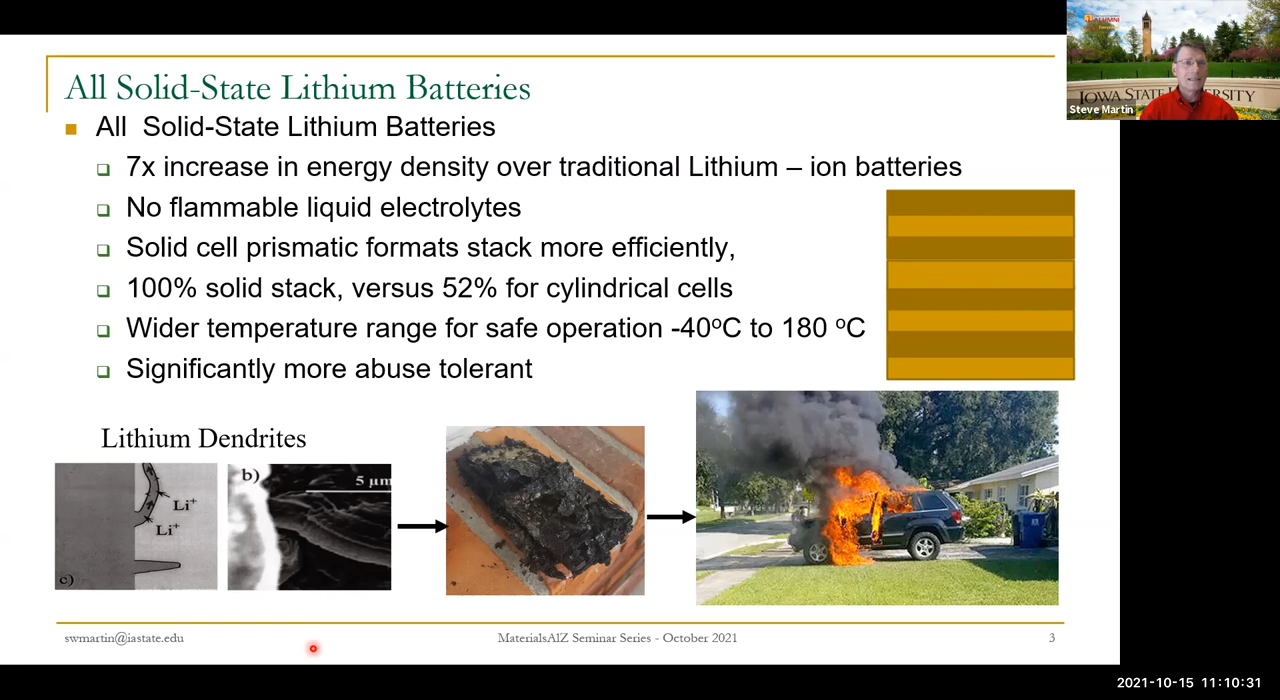 ALUMNI
IOWA STATE UNIVERSITY
Steve Martin
All Solid-State Lithium Batteries
All Solid-State Lithium Batteries
7x increase in energy density over traditional Lithium – ion batteries
No flammable liquid electrolytes
Solid cell prismatic formats stack more efficiently,
100% solid stack, versus 52% for cylindrical cells
Wider temperature range for safe operation -40ºC to 180 ºC
Significantly more abuse tolerant
Lithium Dendrites
Li⁺
Li⁺
c)
b)
5 µm
swmartin@iastate.edu
MaterialsAlZ Seminar Series - October 2021
3
2021-10-15 11:10:31